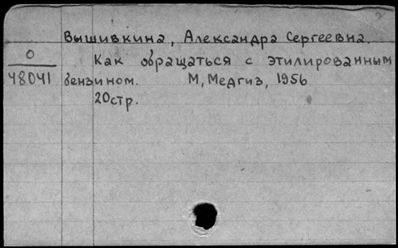 Вышивкина, Александра Сергеевна.
О
48041
Как обращаться с этилированным
бензином. М, Медгиз, 1956
20стр.